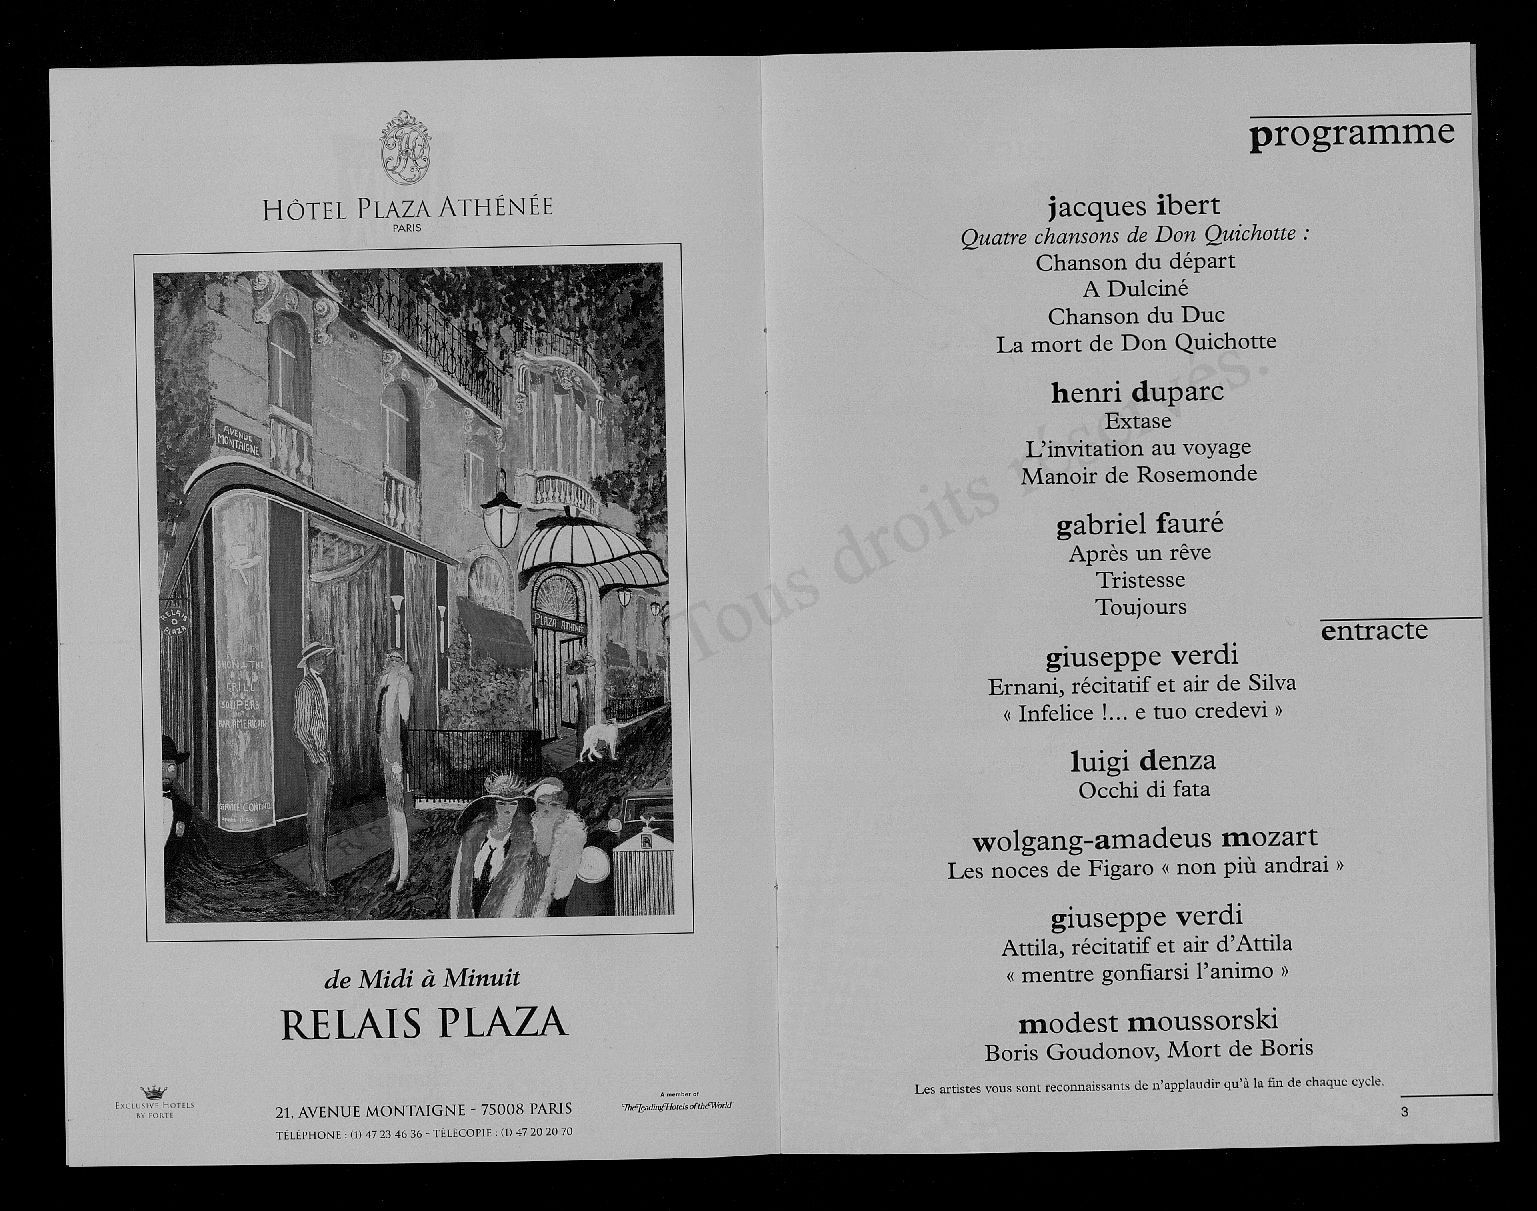 HÔTEL PLAZA ATHÉNÉE
PARIS
AVENUE
MONTAIGNE
RELAIS
PLAZA
PLAZA ATHÉNÉE
GRILL
SOUPERS
BAR AMERICAIN
R
de Midi à Minuit
RELAIS PLAZA
EXCLUSIVE HOTELS
BY FORTE
21, AVENUE MONTAIGNE - 75008 PARIS
TÉLÉPHONE : (1) 47 23 46 36 - TÉLÉCOPIE : (1) 47 20 20 70
A member of
The Leading Hotels of the World
programme
jacques ibert
Quatre chansons de Don Quichotte :
Chanson du départ
A Dulciné
Chanson du Duc
La mort de Don Quichotte
henri duparc
Extase
L'invitation au voyage
Manoir de Rosemonde
gabriel fauré
Après un rêve
Tristesse
Toujours
entracte
giuseppe verdi
Ernani, récitatif et air de Silva
« Infelice !... e tuo credevi »
luigi denza
Occhi di fata
wolgang-amadeus mozart
Les noces de Figaro « non più andrai »
giuseppe verdi
Attila, récitatif et air d'Attila
« mentre gonfiarsi l'animo »
modest moussorski
Boris Goudonov, Mort de Boris
Les artistes vous sont reconnaissants de n'applaudir qu'à la fin de chaque cycle.
3
Tous droits réservés.